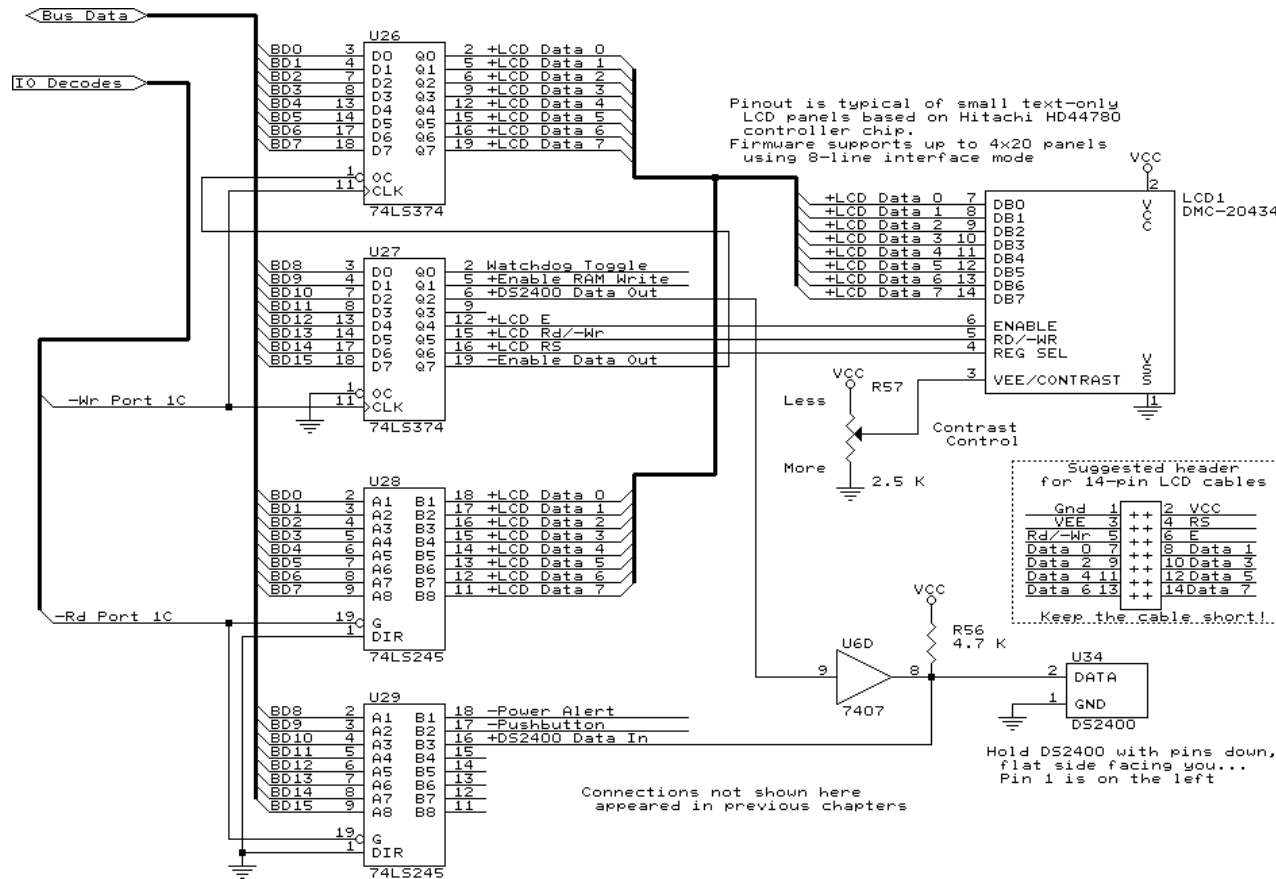 Bus Data
IO Decodes
U26
BD0 3 D0 Q0 2 +LCD Data 0
BD1 4 D1 Q1 5 +LCD Data 1
BD2 7 D2 Q2 6 +LCD Data 2
BD3 8 D3 Q3 9 +LCD Data 3
BD4 13 D4 Q4 12 +LCD Data 4
BD5 14 D5 Q5 15 +LCD Data 5
BD6 17 D6 Q6 16 +LCD Data 6
BD7 18 D7 Q7 19 +LCD Data 7
1 OC
11 CLK
74LS374
U27
BD8 3 D0 Q0 2 Watchdog Toggle
BD9 4 D1 Q1 5 +Enable RAM Write
BD10 7 D2 Q2 6 +DS2400 Data Out
BD11 8 D3 Q3 9
BD12 13 D4 Q4 12 +LCD E
BD13 14 D5 Q5 15 +LCD Rd/-Wr
BD14 17 D6 Q6 16 +LCD RS
BD15 18 D7 Q7 19 -Enable Data Out
1 OC
11 CLK
74LS374
-Wr Port 1C
U28
BD0 2 A1 B1 18 +LCD Data 0
BD1 3 A2 B2 17 +LCD Data 1
BD2 4 A3 B3 16 +LCD Data 2
BD3 5 A4 B4 15 +LCD Data 3
BD4 6 A5 B5 14 +LCD Data 4
BD5 7 A6 B6 13 +LCD Data 5
BD6 8 A7 B7 12 +LCD Data 6
BD7 9 A8 B8 11 +LCD Data 7
-Rd Port 1C
19 G
1 DIR
74LS245
U29
BD8 2 A1 B1 18 -Power Alert
BD9 3 A2 B2 17 -Pushbutton
BD10 4 A3 B3 16 +DS2400 Data In
BD11 5 A4 B4 15
BD12 6 A5 B5 14
BD13 7 A6 B6 13
BD14 8 A7 B7 12
BD15 9 A8 B8 11
19 G
1 DIR
74LS245
Pinout is typical of small text-only
LCD panels based on Hitachi HD44780
controller chip.
Firmware supports up to 4x20 panels
using 8-line interface mode
VCC
2
LCD1
DMC-20434
+LCD Data 0 7 DB0
+LCD Data 1 8 DB1
+LCD Data 2 9 DB2
+LCD Data 3 10 DB3
+LCD Data 4 11 DB4
+LCD Data 5 12 DB5
+LCD Data 6 13 DB6
+LCD Data 7 14 DB7
VCC
6 ENABLE
5 RD/-WR
4 REG SEL
3 VEE/CONTRAST
VSS
1
VCC
R57
Less
Contrast
Control
More
2.5 K
Suggested header
for 14-pin LCD cables
Gnd 1 ++ 2 VCC
VEE 3 ++ 4 RS
Rd/-Wr 5 ++ 6 E
Data 0 7 ++ 8 Data 1
Data 2 9 ++ 10 Data 3
Data 4 11 ++ 12 Data 5
Data 6 13 ++ 14 Data 7
Keep the cable short!
VCC
R56
4.7 K
U6D
9
8
7407
U34
2 DATA
1 GND
DS2400
Hold DS2400 with pins down,
flat side facing you...
Pin 1 is on the left
Connections not shown here
appeared in previous chapters